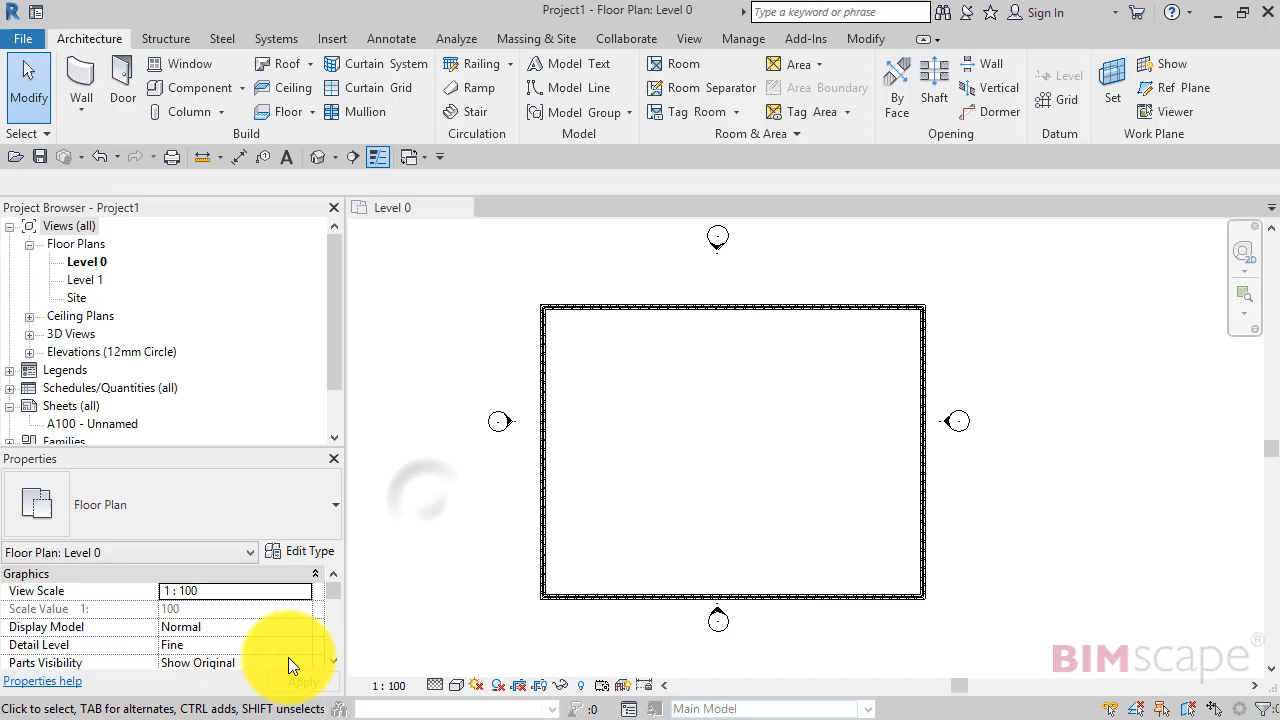 Project1 - Floor Plan: Level 0
Type a keyword or phrase
Sign In
File
Architecture
Structure
Steel
Systems
Insert
Annotate
Analyze
Massing & Site
Collaborate
View
Manage
Add-Ins
Modify
Modify
Select
Wall
Door
Window
Component
Column
Roof
Ceiling
Floor
Curtain System
Curtain Grid
Mullion
Build
Railing
Ramp
Stair
Circulation
Model Text
Model Line
Model Group
Model
Room
Room Separator
Tag Room
Area
Area Boundary
Tag Area
Room & Area
By Face
Shaft
Wall
Vertical
Dormer
Opening
Level
Grid
Datum
Set
Show
Ref Plane
Viewer
Work Plane
Project Browser - Project1
Views (all)
Floor Plans
Level 0
Level 1
Site
Ceiling Plans
3D Views
Elevations (12mm Circle)
Legends
Schedules/Quantities (all)
Sheets (all)
A100 - Unnamed
Families
Level 0
2D
Properties
Floor Plan
Floor Plan: Level 0
Edit Type
Graphics
View Scale 1 : 100
Scale Value 1: 100
Display Model Normal
Detail Level Fine
Parts Visibility Show Original
Properties help
Apply
1 : 100
BIMscape®
Click to select, TAB for alternates, CTRL adds, SHIFT unselects
:0
Main Model
:0